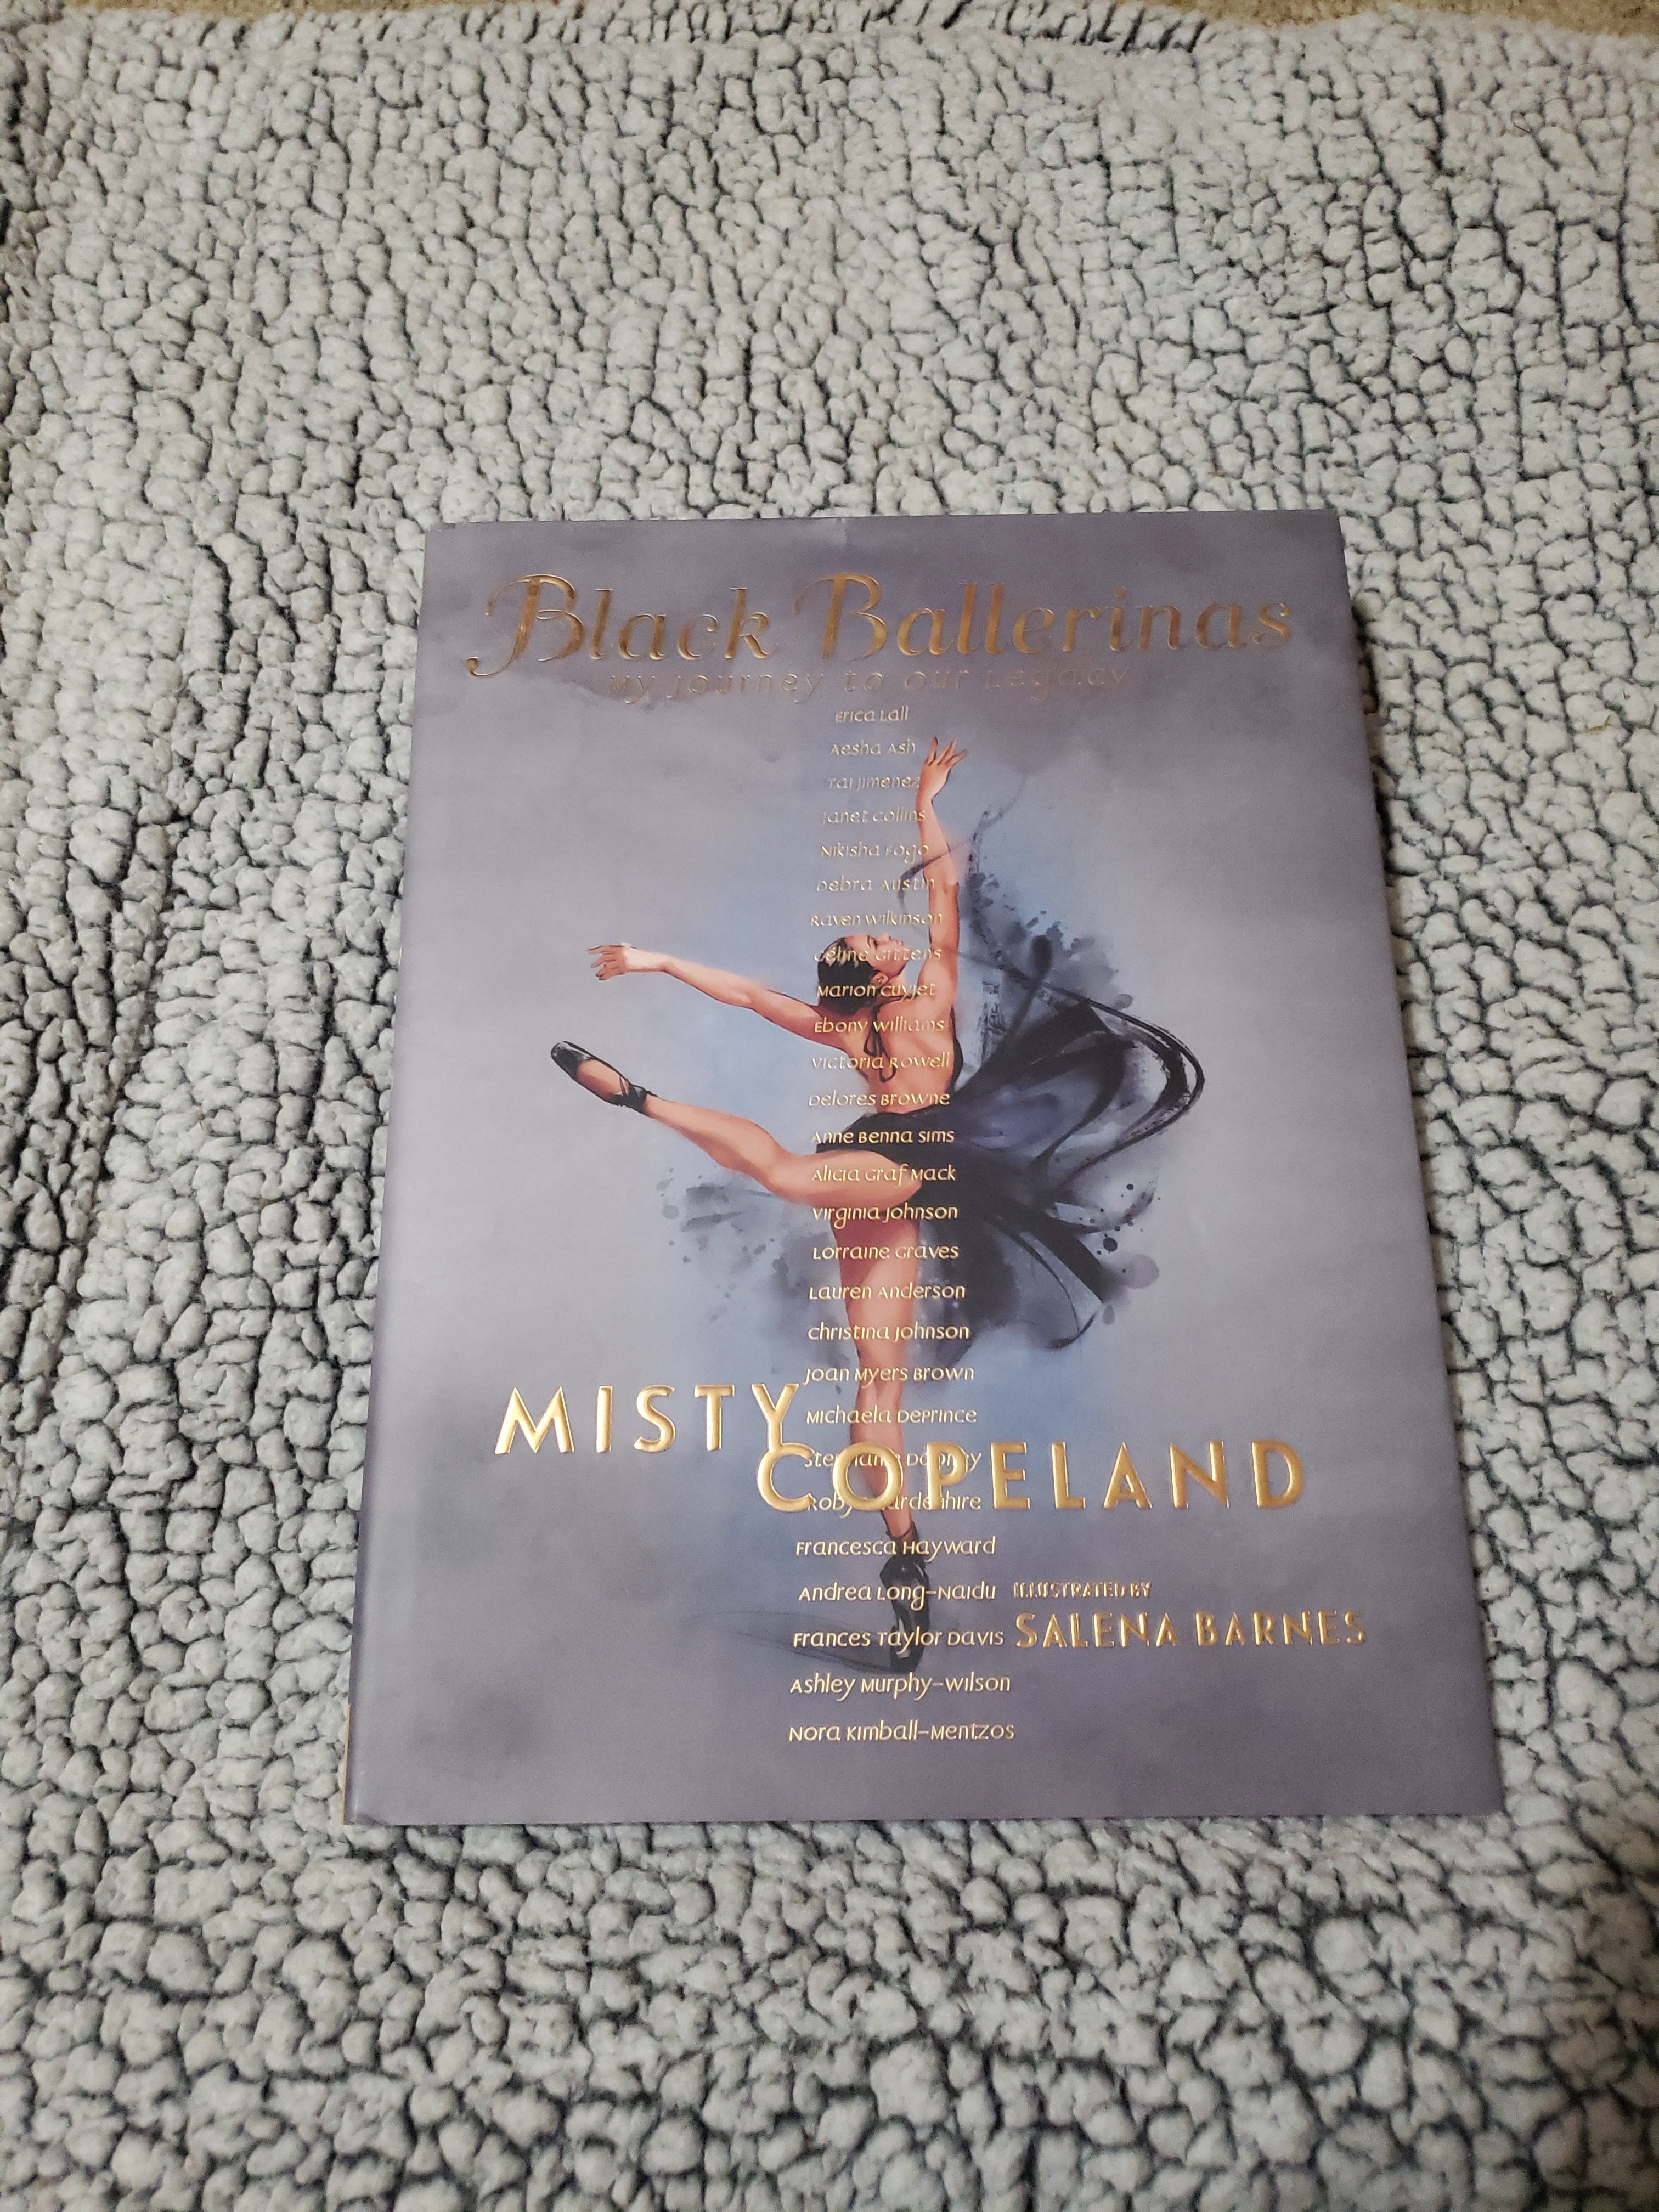 Black Ballerinas
My Journey to Our Legacy
Erica Lall
Aesha Ash
Tai Jimenez
Janet Collins
Nikisha Fogo
Debra Austin
Raven Wilkinson
Céline Gittens
Marion Cuyjet
Ebony Williams
Victoria Rowell
Delores Browne
Anne Benna Sims
Alicia Graf Mack
Virginia Johnson
Lorraine Graves
Lauren Anderson
Christina Johnson
Joan Myers Brown
MISTY
Michaela DePrince
COPELAND
Francesca Hayward
Andrea Long-Naidu
ILLUSTRATED BY
Frances Taylor Davis
SALENA BARNES
Ashley Murphy-Wilson
Nora Kimball-Mentzos